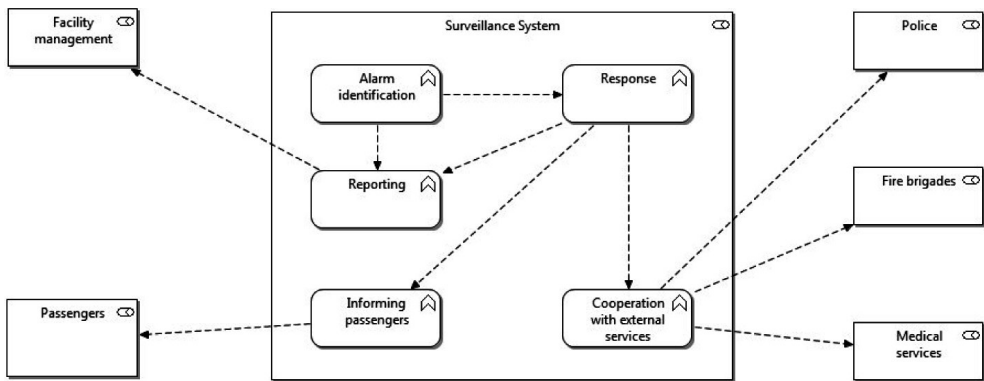 Facility
management
Surveillance System
Police
Alarm
identification
Response
Reporting
Fire brigades
Informing
passengers
Cooperation
with external
services
Passengers
Medical
services